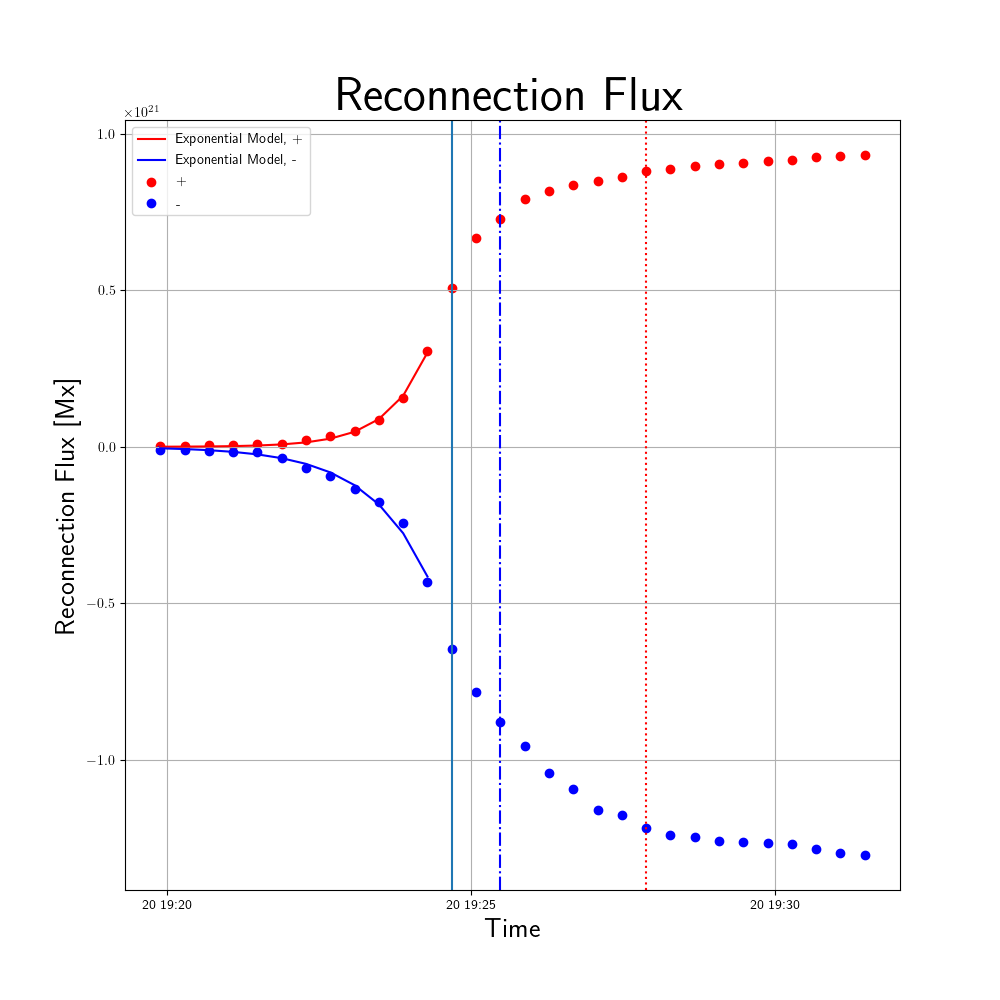 Reconnection Flux
×10²¹
Exponential Model, +
Exponential Model, -
+
-
1.0
0.5
0.0
−0.5
−1.0
Reconnection Flux [Mx]
20 19:20
20 19:25
20 19:30
Time